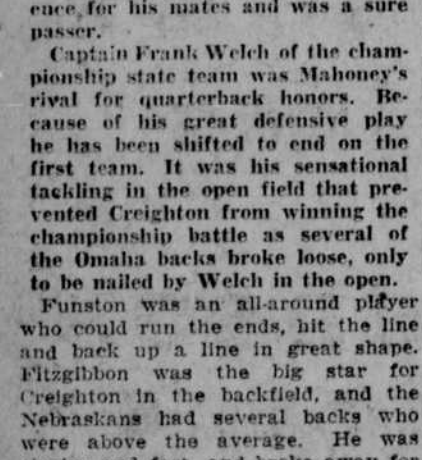 ence for his mates and was a sure
passer.
Captain Frank Welch of the cham-
pionship state team was Mahoney's
rival for quarterback honors. Be-
cause of his great defensive play
he has been shifted to end on the
first team. It was his sensational
tackling in the open field that pre-
vented Creighton from winning the
championship battle as several of
the Omaha backs broke loose, only
to be nailed by Welch in the open.
Funston was an all-around player
who could run the ends, hit the line
and back up a line in great shape.
Fitzgibbon was the big star for
Creighton in the backfield, and the
Nebraskans had several backs who
were above the average. He was